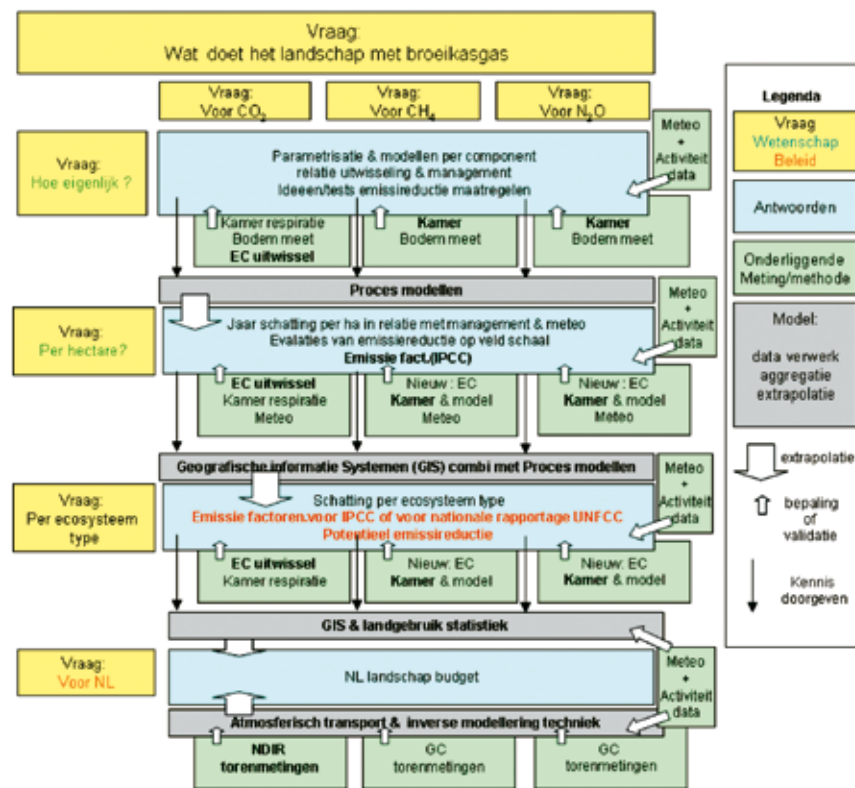 Vraag:
Wat doet het landschap met broeikasgas
Vraag:
Voor CO2
Vraag:
Voor CH4
Vraag:
Voor N2O
Meteo
+
Activiteit
data
Vraag:
Hoe eigenlijk ?
Parametrisatie & modellen per component
relatie uitwisseling & management
Ideeen/tests emissireductie maatregelen
Kamer respiratie
Bodem meet
EC uitwissel
Kamer
Bodem meet
Kamer
Bodem meet
Proces modellen
Meteo
+
Activiteit
data
Vraag:
Per hectare?
Jaar schatting per ha in relatie met management & meteo
Evalaties van emissiereductie op veld schaal
Emissie fact.(IPCC)
EC uitwissel
Kamer respiratie
Meteo
Nieuw : EC
Kamer & model
Meteo
Nieuw : EC
Kamer & model
Meteo
Geografische informatie Systemen (GIS) combi met Proces modellen
Meteo
+
Activiteit
data
Vraag:
Per ecosysteem
type
Schatting per ecosysteem type
Emissie factoren.voor IPCC of voor nationale rapportage UNFCC
Potentieel emissireductie
EC uitwissel
Kamer respiratie
Nieuw: EC
Kamer & model
Nieuw: EC
Kamer & model
GIS & landgebruik statistiek
Vraag:
Voor NL
NL landschap budget
Meteo
+
Activiteit
data
Atmosferisch transport & inverse modellering techniek
NDIR
torenmetingen
GC
torenmetingen
GC
torenmetingen
Legenda
Vraag
Wetenschap
Beleid
Antwoorden
Onderliggende
Meting/methode
Model:
data verwerk
aggregatie
extrapolatie
extrapolatie
bepaling
of
validatie
Kennis
doorgeven